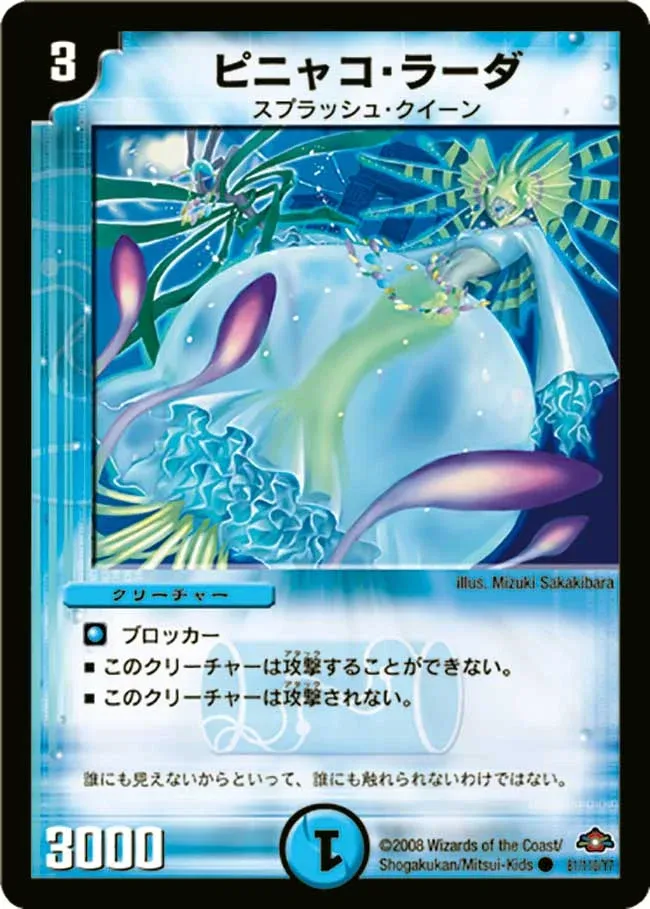 3
ピニャコ・ラーダ
スプラッシュ・クイーン
illus. Mizuki Sakakibara
クリーチャー
ブロッカー
■ このクリーチャーは攻撃することができない。
■ このクリーチャーは攻撃されない。
誰にも見えないからといって、誰にも触れられないわけではない。
3000
1
©2008 Wizards of the Coast/
Shogakukan/Mitsui-Kids